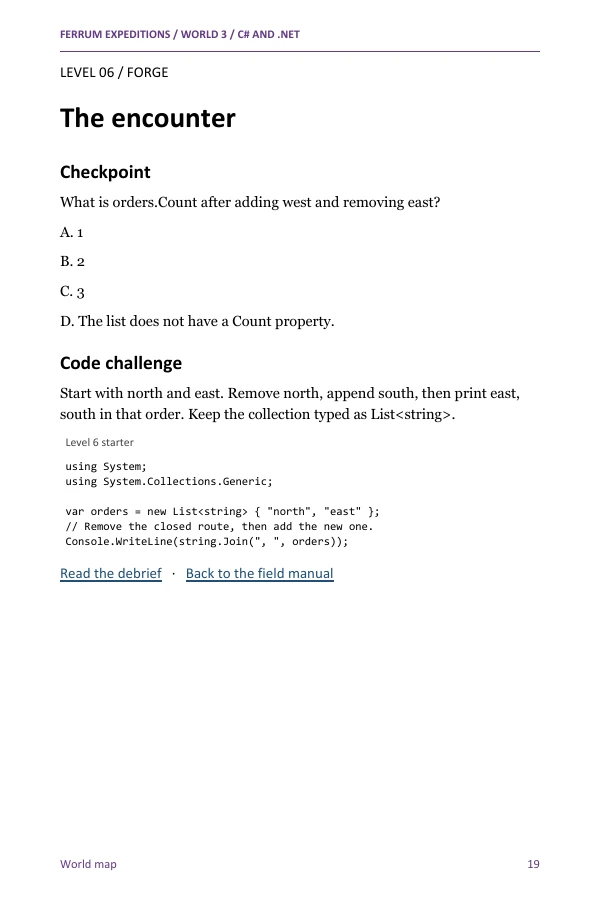 FERRUM EXPEDITIONS / WORLD 3 / C# AND .NET
LEVEL 06 / FORGE
The encounter
Checkpoint
What is orders.Count after adding west and removing east?
A. 1
B. 2
C. 3
D. The list does not have a Count property.
Code challenge
Start with north and east. Remove north, append south, then print east,
south in that order. Keep the collection typed as List<string>.
Level 6 starter
using System;
using System.Collections.Generic;
var orders = new List<string> { "north", "east" };
// Remove the closed route, then add the new one.
Console.WriteLine(string.Join(", ", orders));
Read the debrief · Back to the field manual
World map 19